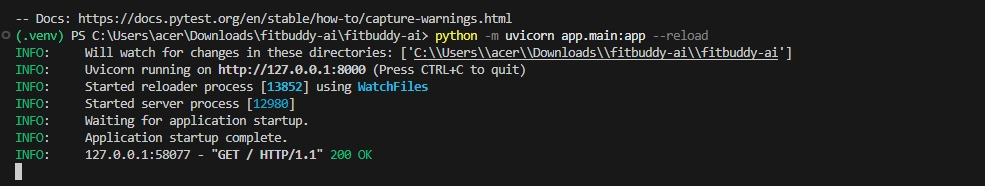 -- Docs: https://docs.pytest.org/en/stable/how-to/capture-warnings.html
(.venv) PS C:\Users\acer\Downloads\fitbuddy-ai\fitbuddy-ai> python -m uvicorn app.main:app --reload
INFO:     Will watch for changes in these directories: ['C:\\Users\\acer\\Downloads\\fitbuddy-ai\\fitbuddy-ai']
INFO:     Uvicorn running on http://127.0.0.1:8000 (Press CTRL+C to quit)
INFO:     Started reloader process [13852] using WatchFiles
INFO:     Started server process [12980]
INFO:     Waiting for application startup.
INFO:     Application startup complete.
INFO:     127.0.0.1:58077 - "GET / HTTP/1.1" 200 OK